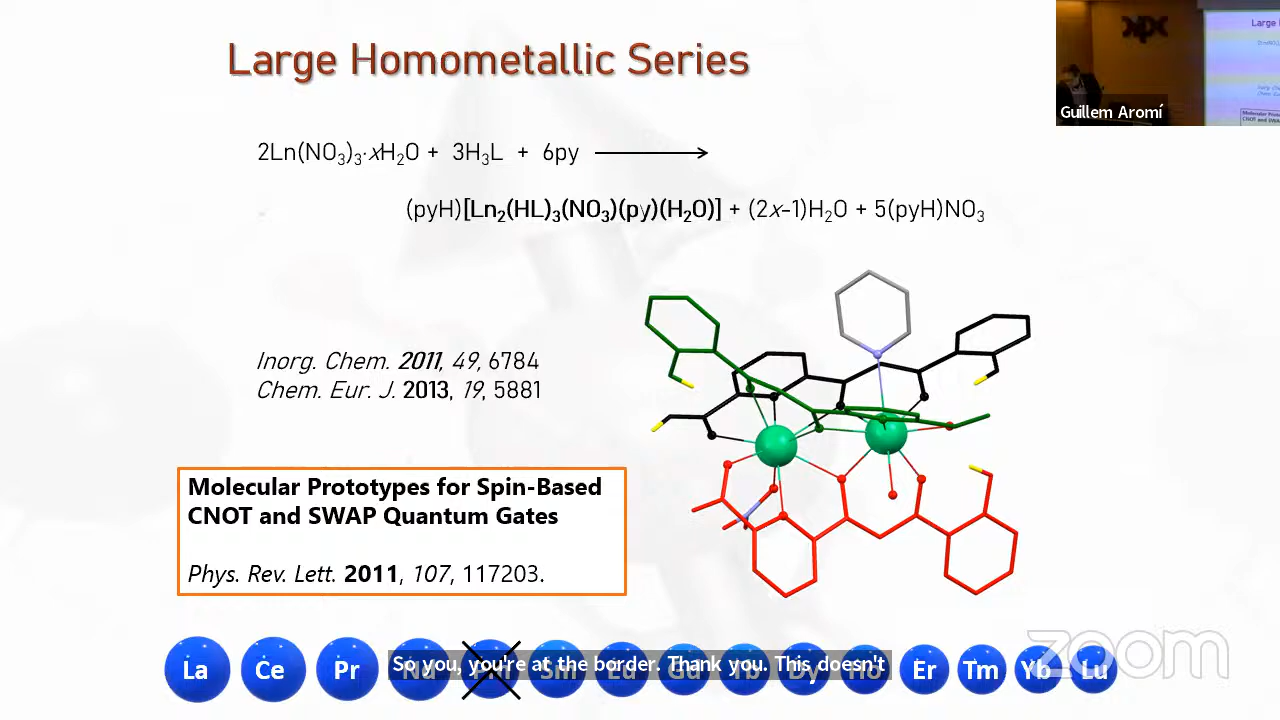 Large Homometallic Series
2Ln(NO₃)₃·xH₂O + 3H₃L + 6py ⟶
(pyH)[Ln₂(HL)₃(NO₃)(py)(H₂O)] + (2x-1)H₂O + 5(pyH)NO₃
Inorg. Chem. 2011, 49, 6784
Chem. Eur. J. 2013, 19, 5881
Molecular Prototypes for Spin-Based
CNOT and SWAP Quantum Gates
Phys. Rev. Lett. 2011, 107, 117203.
La Ce Pr Nd Sm Eu Gd Tb Dy Ho Er Tm Yb Lu
So you, you're at the border. Thank you. This doesn't
zoom
Guillem Aromí